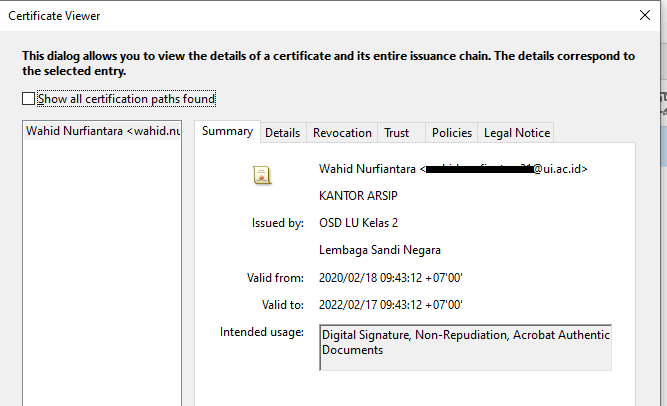 Certificate Viewer
This dialog allows you to view the details of a certificate and its entire issuance chain. The details correspond to
the selected entry.
Show all certification paths found
Wahid Nurfiantara <wahid.nu
Summary Details Revocation Trust Policies Legal Notice
Wahid Nurfiantara < @ui.ac.id>
KANTOR ARSIP
Issued by: OSD LU Kelas 2
Lembaga Sandi Negara
Valid from: 2020/02/18 09:43:12 +07'00'
Valid to: 2022/02/17 09:43:12 +07'00'
Intended usage: Digital Signature, Non-Repudiation, Acrobat Authentic
Documents